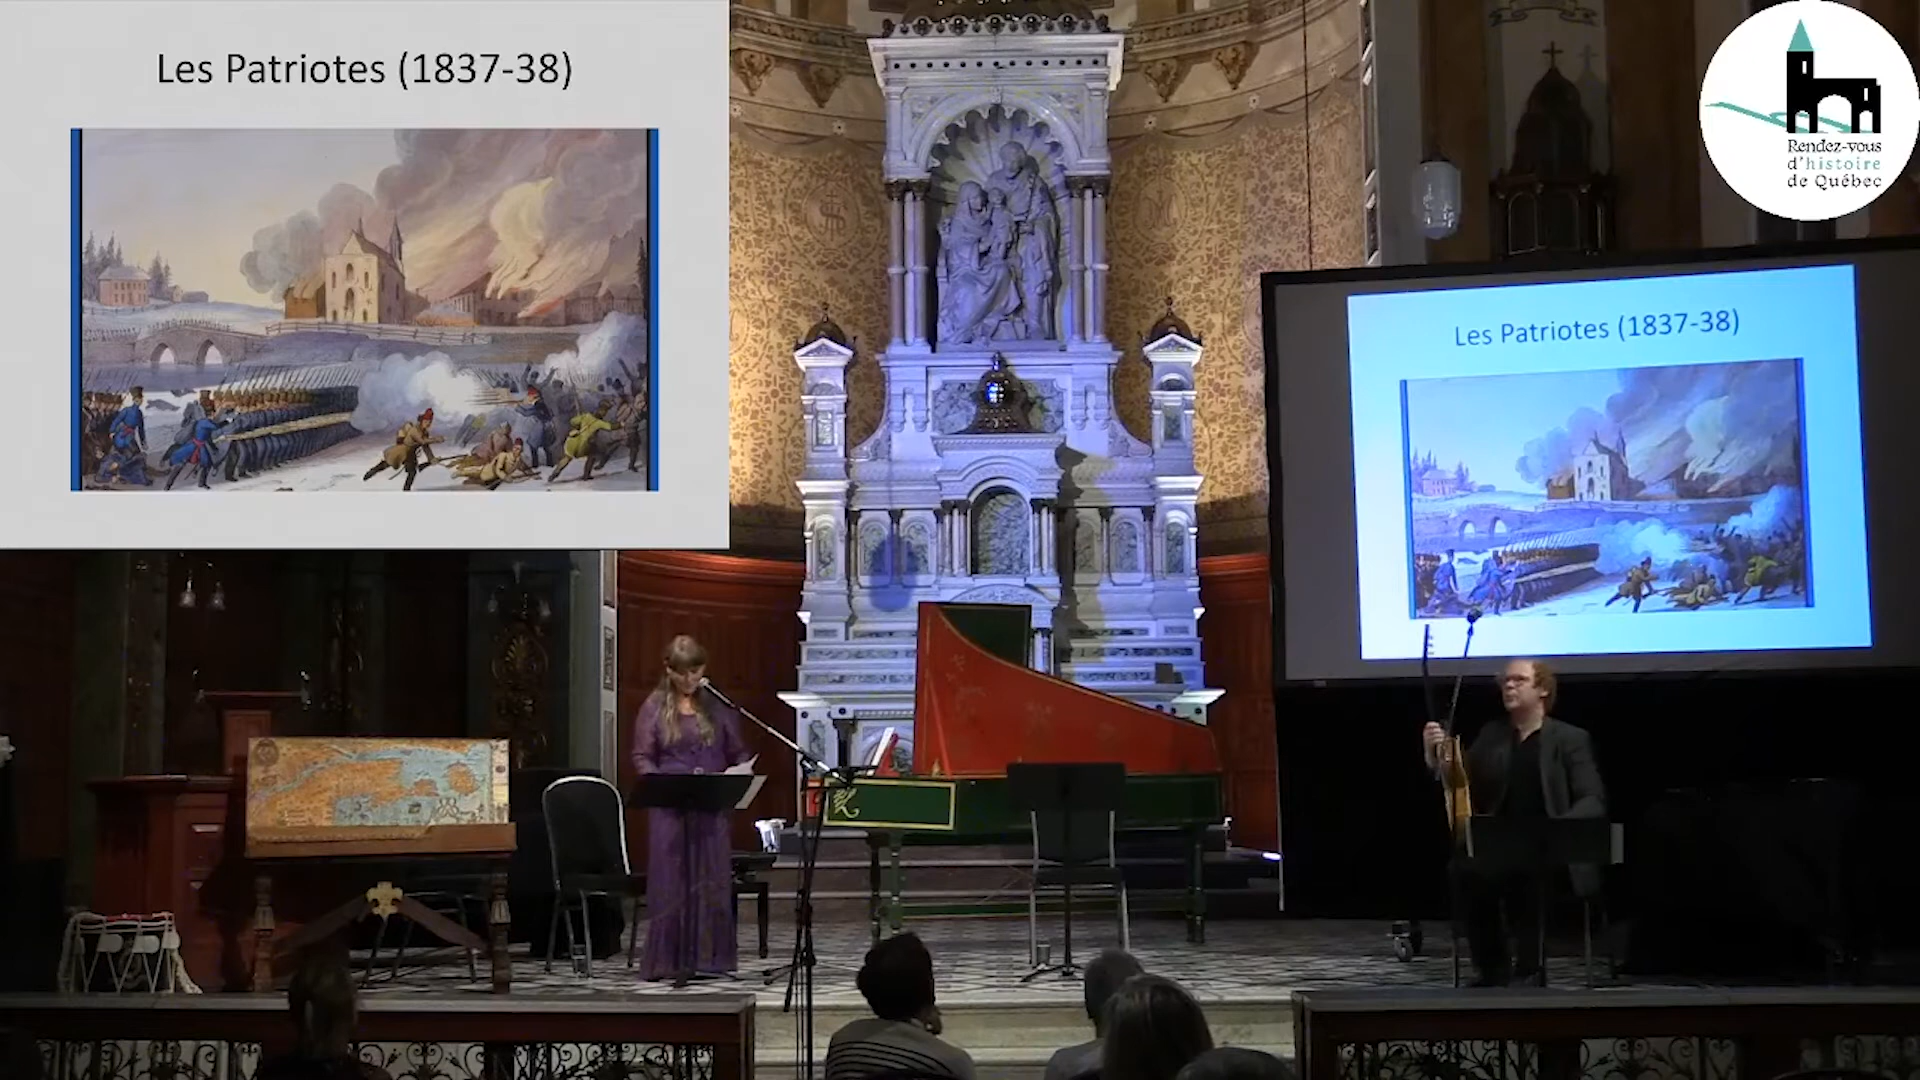 Les Patriotes (1837-38)
Rendez-vous
d'histoire
de Québec
Les Patriotes (1837-38)